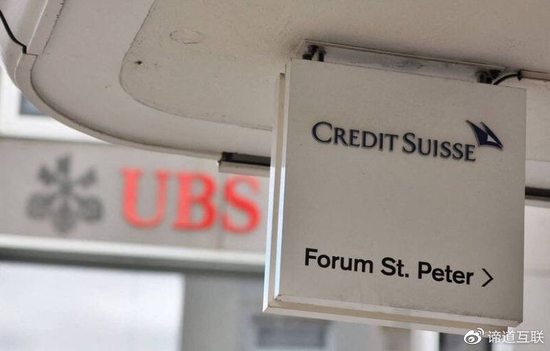 UBS
CREDIT SUISSE
Forum St. Peter >
谛道互联